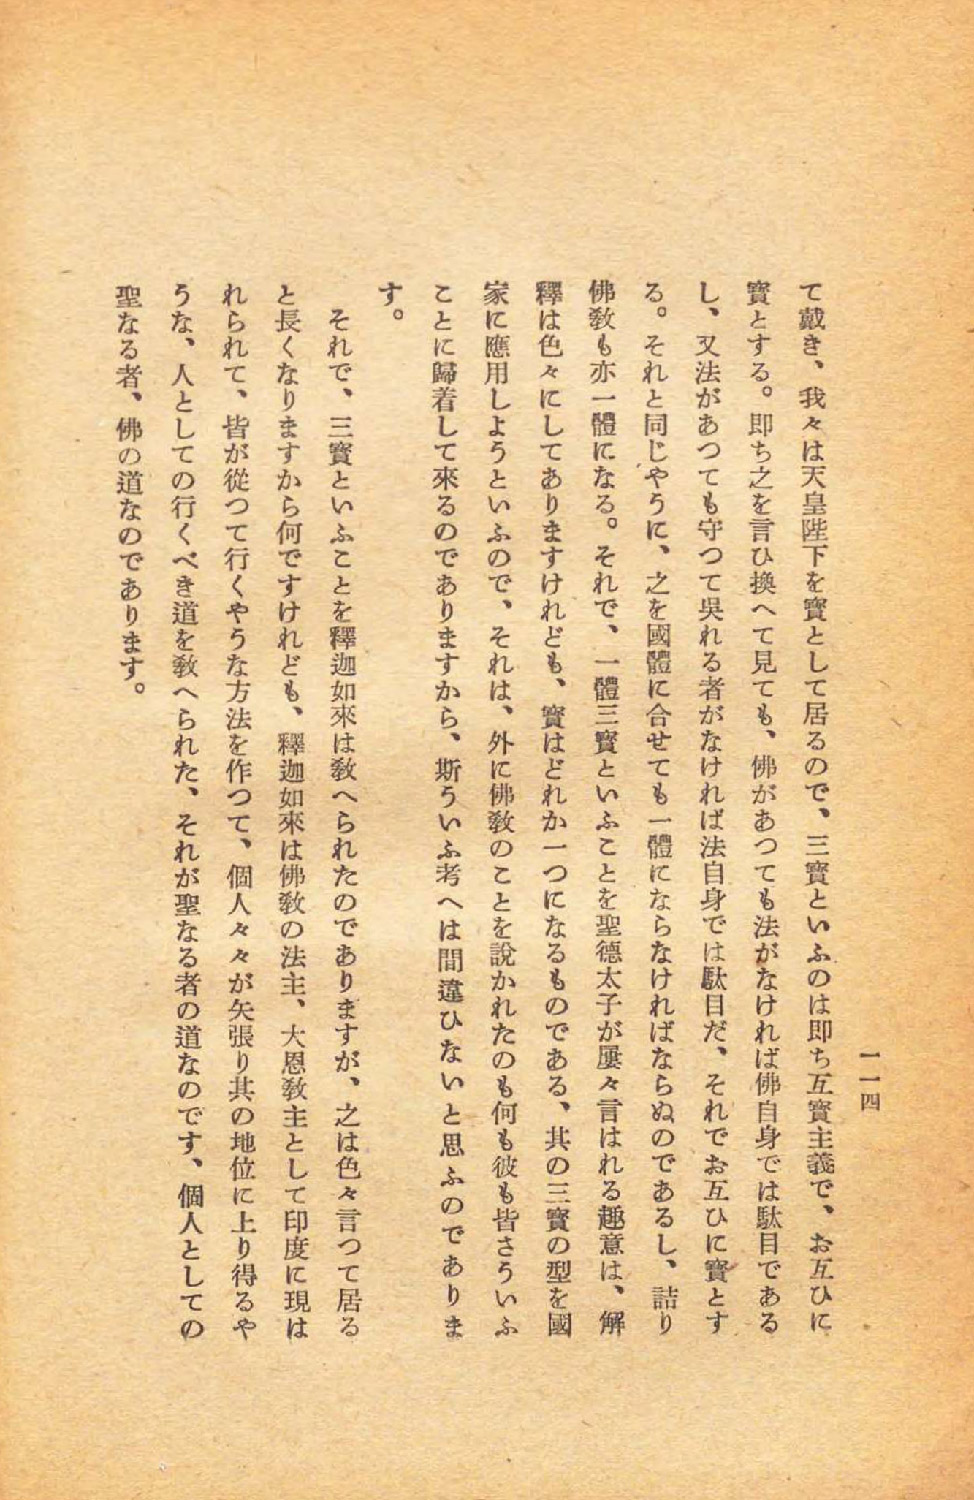 一一四
て戴き、我々は天皇陛下を寶として居るので、三寶といふのは即ち互寶主義で、お互ひに
寶とする。即ち之を言ひ換へて見ても、佛があつても法がなければ佛自身では駄目である
し、又法があつても守つて吳れる者がなければ法自身では駄目だ、それでお互ひに寶とす
る。それと同じやうに、之を國體に合せても一體にならなければならぬのであるし、詰り
佛敎も亦一體になる。それで、一體三寶といふことを聖德太子が屢々言はれる趣意は、解
釋は色々にしてありますけれども、寶はどれか一つになるものである、其の三寶の型を國
家に應用しようといふので、それは、外に佛敎のことを說かれたのも何も彼も皆さういふ
ことに歸着して來るのでありますから、斯ういふ考へは間違ひないと思ふのでありま
す。
それで、三寶といふことを釋迦如來は敎へられたのでありますが、之は色々言つて居る
と長くなりますから何ですけれども、釋迦如來は佛敎の法主、大恩敎主として印度に現は
れられて、皆が從つて行くやうな方法を作つて、個人々々が矢張り其の地位に上り得るや
うな、人としての行くべき道を敎へられた、それが聖なる者の道なのです、個人としての
聖なる者、佛の道なのであります。